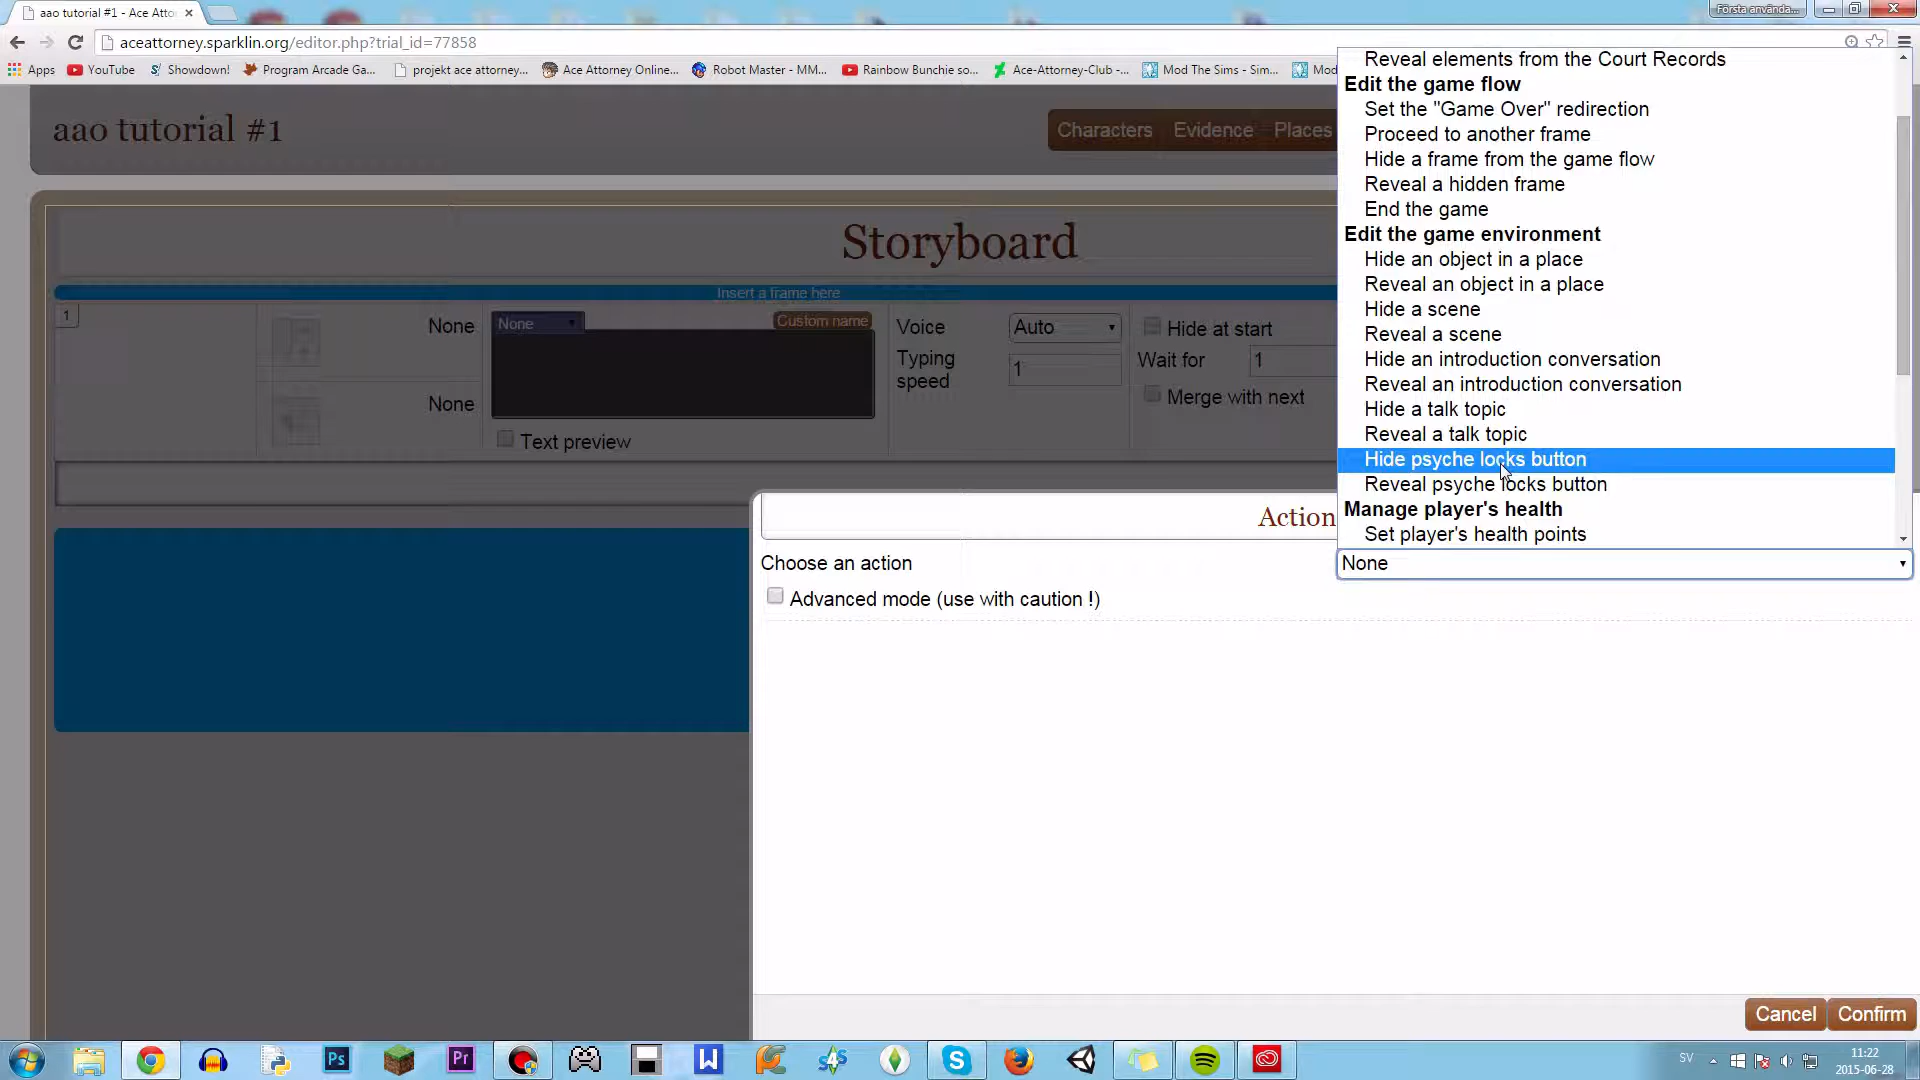 aao tutorial #1 - Ace Atto
Första använda...
aceattorney.sparklin.org/editor.php?trial_id=77858
Apps YouTube Showdown! Program Arcade Ga... projekt ace attorney... Ace Attorney Online... Robot Master - MM... Rainbow Bunchie so... Ace-Attorney-Club -... Mod The Sims - Sim... Mod
aao tutorial #1
Characters Evidence Places
Storyboard
Insert a frame here
1
None
None
Custom name
None
Text preview
Voice Auto
Typing speed 1
Hide at start
Wait for 1
Merge with next
Reveal elements from the Court Records
Edit the game flow
Set the "Game Over" redirection
Proceed to another frame
Hide a frame from the game flow
Reveal a hidden frame
End the game
Edit the game environment
Hide an object in a place
Reveal an object in a place
Hide a scene
Reveal a scene
Hide an introduction conversation
Reveal an introduction conversation
Hide a talk topic
Reveal a talk topic
Hide psyche locks button
Reveal psyche locks button
Manage player's health
Set player's health points
Action
Choose an action
None
Advanced mode (use with caution !)
Cancel Confirm
Ps
Pr
W
SV
11:22
2015-06-28